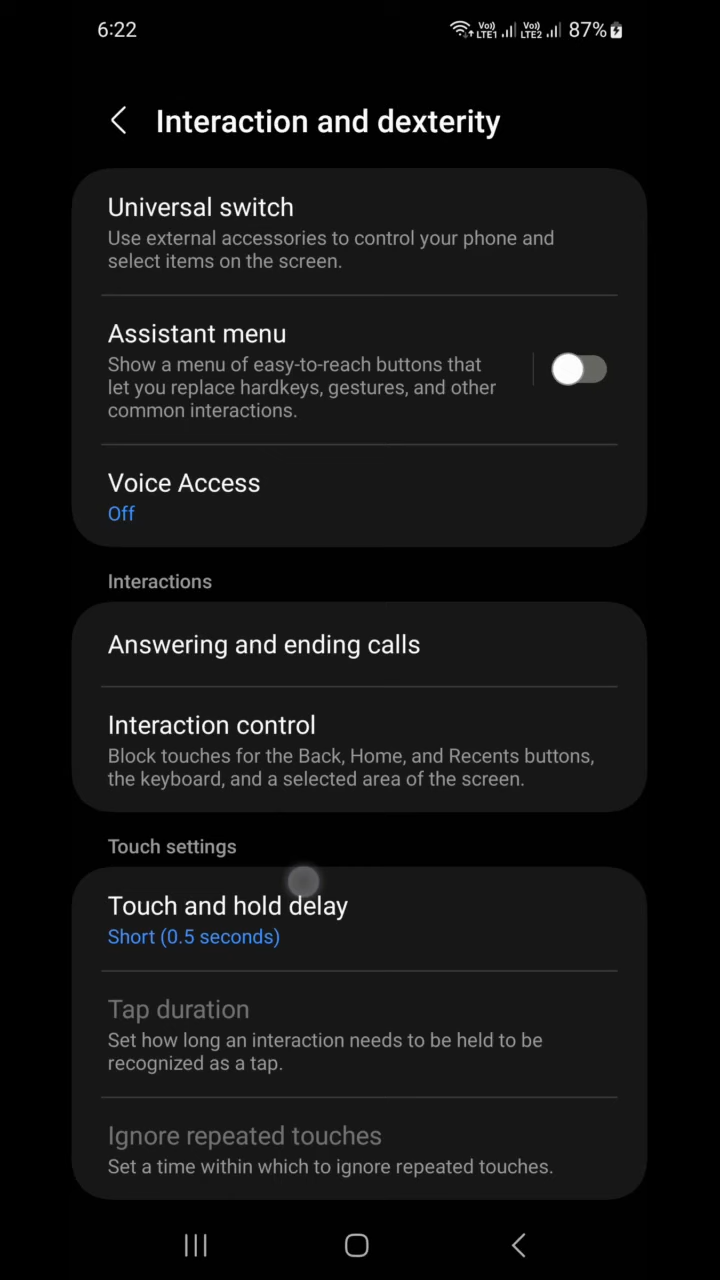 6:22
Vo)) LTE1 Vo)) LTE2 87%
Interaction and dexterity
Universal switch
Use external accessories to control your phone and
select items on the screen.
Assistant menu
Show a menu of easy-to-reach buttons that
let you replace hardkeys, gestures, and other
common interactions.
Voice Access
Off
Interactions
Answering and ending calls
Interaction control
Block touches for the Back, Home, and Recents buttons,
the keyboard, and a selected area of the screen.
Touch settings
Touch and hold delay
Short (0.5 seconds)
Tap duration
Set how long an interaction needs to be held to be
recognized as a tap.
Ignore repeated touches
Set a time within which to ignore repeated touches.